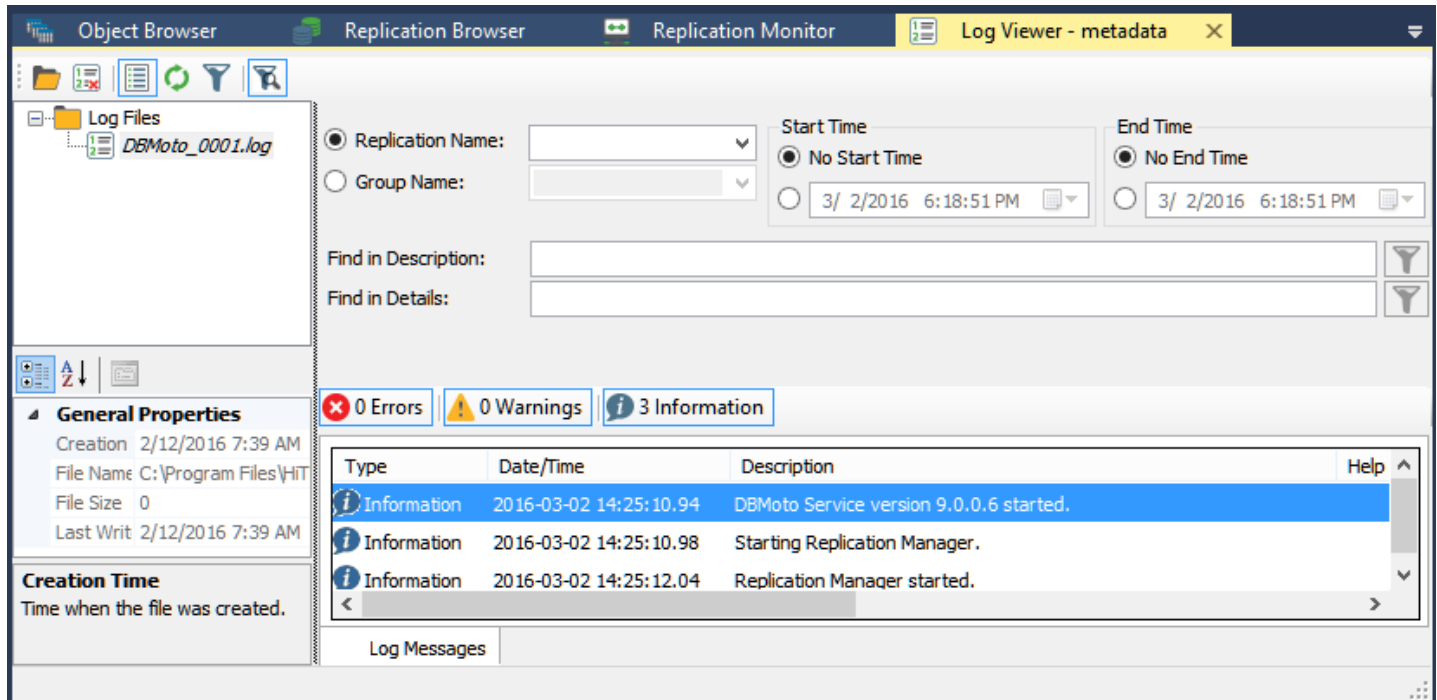 Object Browser Replication Browser Replication Monitor Log Viewer - metadata
Log Files
DBMoto_0001.log
Replication Name:
Group Name:
Start Time
No Start Time
3/ 2/2016 6:18:51 PM
End Time
No End Time
3/ 2/2016 6:18:51 PM
Find in Description:
Find in Details:
General Properties
Creation 2/12/2016 7:39 AM
File Name C:\Program Files\HiT
File Size 0
Last Writ 2/12/2016 7:39 AM
Creation Time
Time when the file was created.
0 Errors 0 Warnings 3 Information
Type Date/Time Description Help
Information 2016-03-02 14:25:10.94 DBMoto Service version 9.0.0.6 started.
Information 2016-03-02 14:25:10.98 Starting Replication Manager.
Information 2016-03-02 14:25:12.04 Replication Manager started.
Log Messages